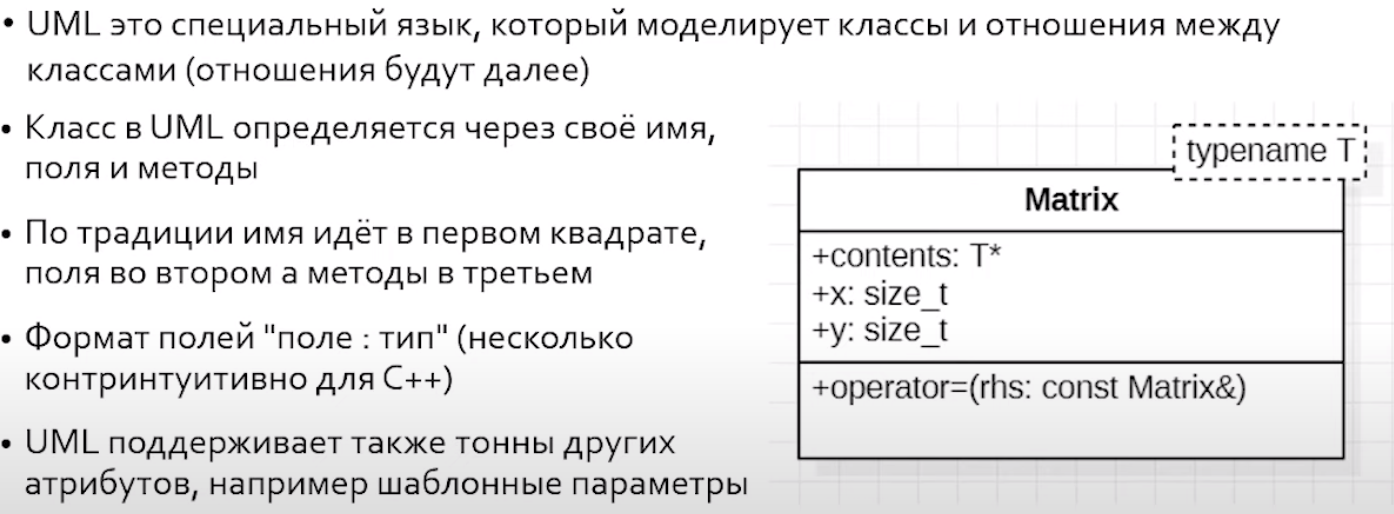 • UML это специальный язык, который моделирует классы и отношения между
классами (отношения будут далее)
• Класс в UML определяется через своё имя,
поля и методы
• По традиции имя идёт в первом квадрате,
поля во втором а методы в третьем
• Формат полей "поле : тип" (несколько
контринтуитивно для C++)
• UML поддерживает также тонны других
атрибутов, например шаблонные параметры
typename T
Matrix
+contents: T*
+x: size_t
+y: size_t
+operator=(rhs: const Matrix&)